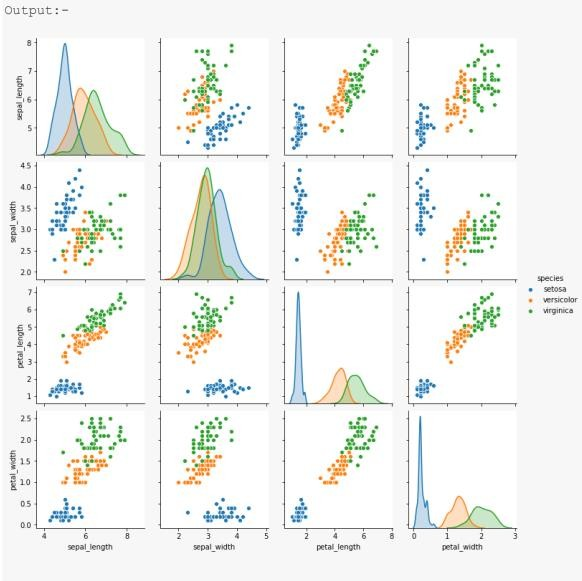 Output:-
8
7
6
5
sepal_length
4.5
4.0
3.5
3.0
2.5
2.0
sepal_width
species
setosa
versicolor
virginica
7
6
5
4
3
2
1
petal_length
2.5
2.0
1.5
1.0
0.5
0.0
petal_width
4 6 8
2 3 4 5
2 4 6 8
0 1 2 3
sepal_length sepal_width petal_length petal_width